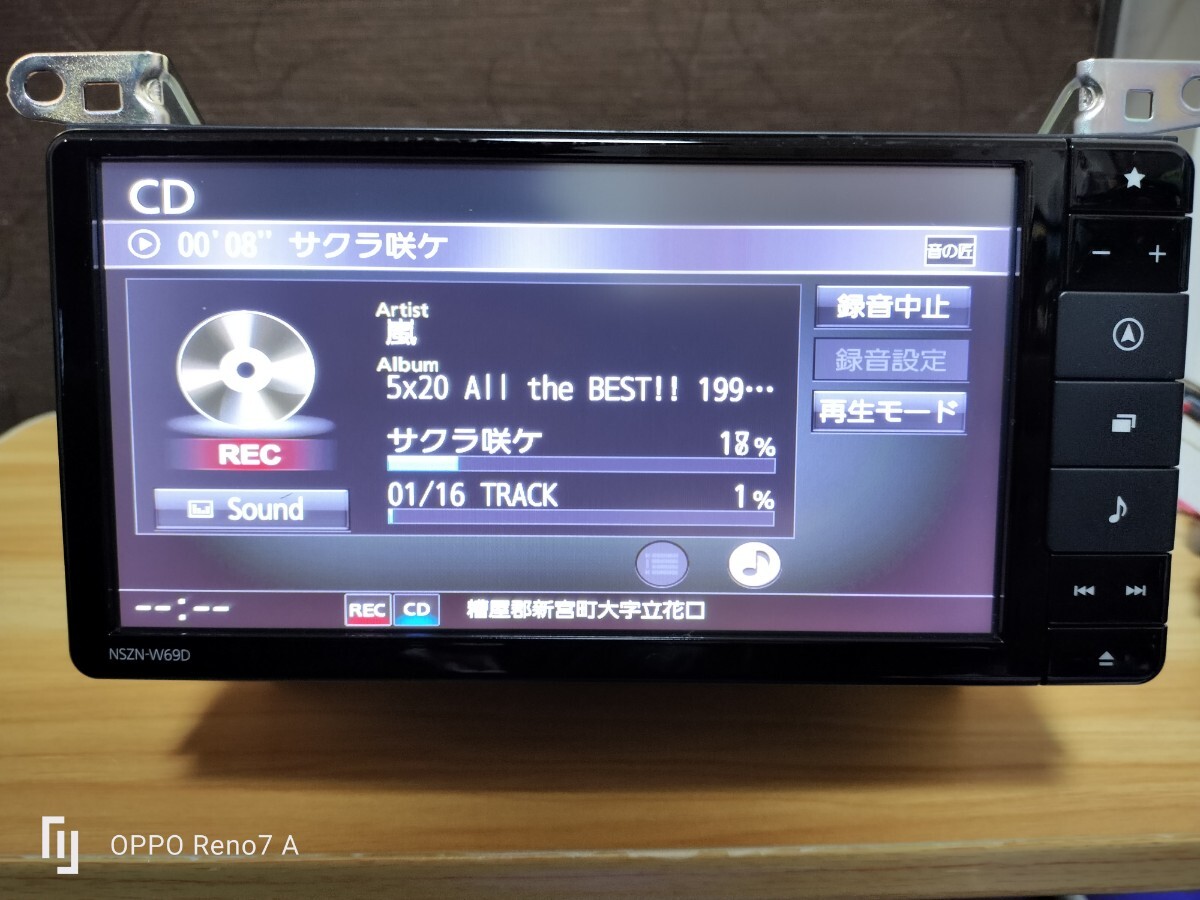 CD
00'08" サクラ咲ケ
音の匠
Artist
嵐
Album
5x20 All the BEST!! 199…
サクラ咲ケ
01/16 TRACK 1%
REC
Sound
録音中止
録音設定
再生モード
--:-- REC CD 糟屋郡新宮町大字立花口
NSZN-W69D
OPPO Reno7 A